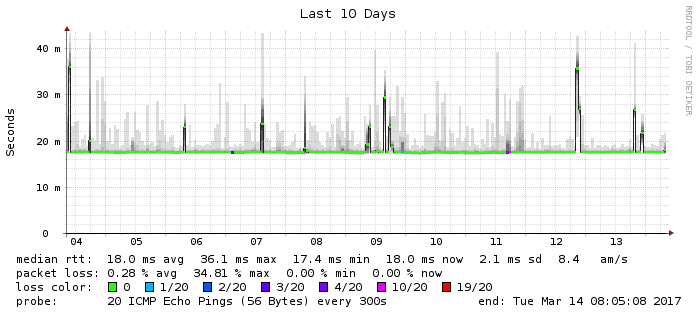 Last 10 Days
RRDTOOL / TOBI OETIKER
Seconds
40 m
30 m
20 m
10 m
0
04 05 06 07 08 09 10 11 12 13
median rtt: 18.0 ms avg 36.1 ms max 17.4 ms min 18.0 ms now 2.1 ms sd 8.4 am/s
packet loss: 0.28 % avg 34.81 % max 0.00 % min 0.00 % now
loss color: 0 1/20 2/20 3/20 4/20 10/20 19/20
probe: 20 ICMP Echo Pings (56 Bytes) every 300s end: Tue Mar 14 08:05:08 2017